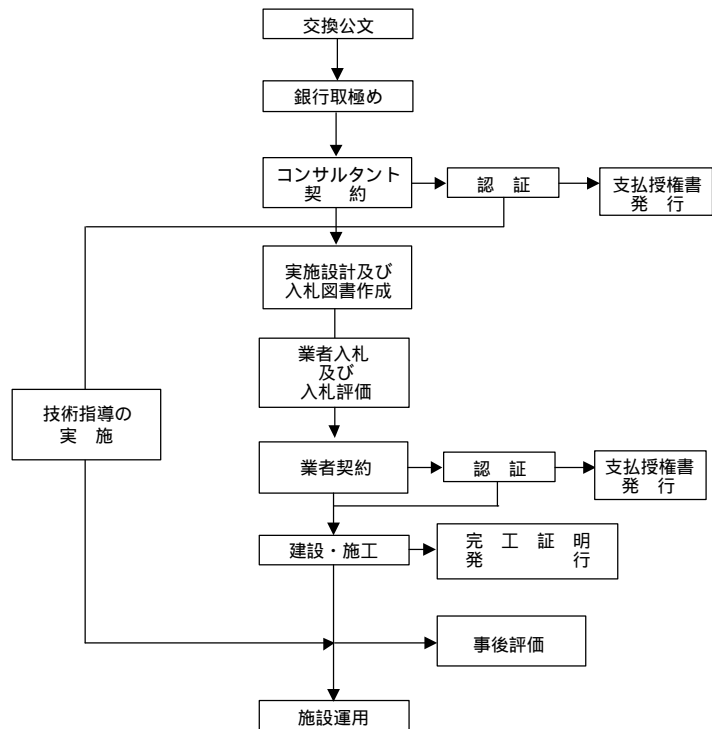 交換公文
銀行取極め
コンサルタント
契 約
認 証
支払授権書
発 行
実施設計及び
入札図書作成
業者入札
及び
入札評価
技術指導の
実 施
業者契約
認 証
支払授権書
発 行
建設・施工
完 工 証 明
発 行
事後評価
施設運用